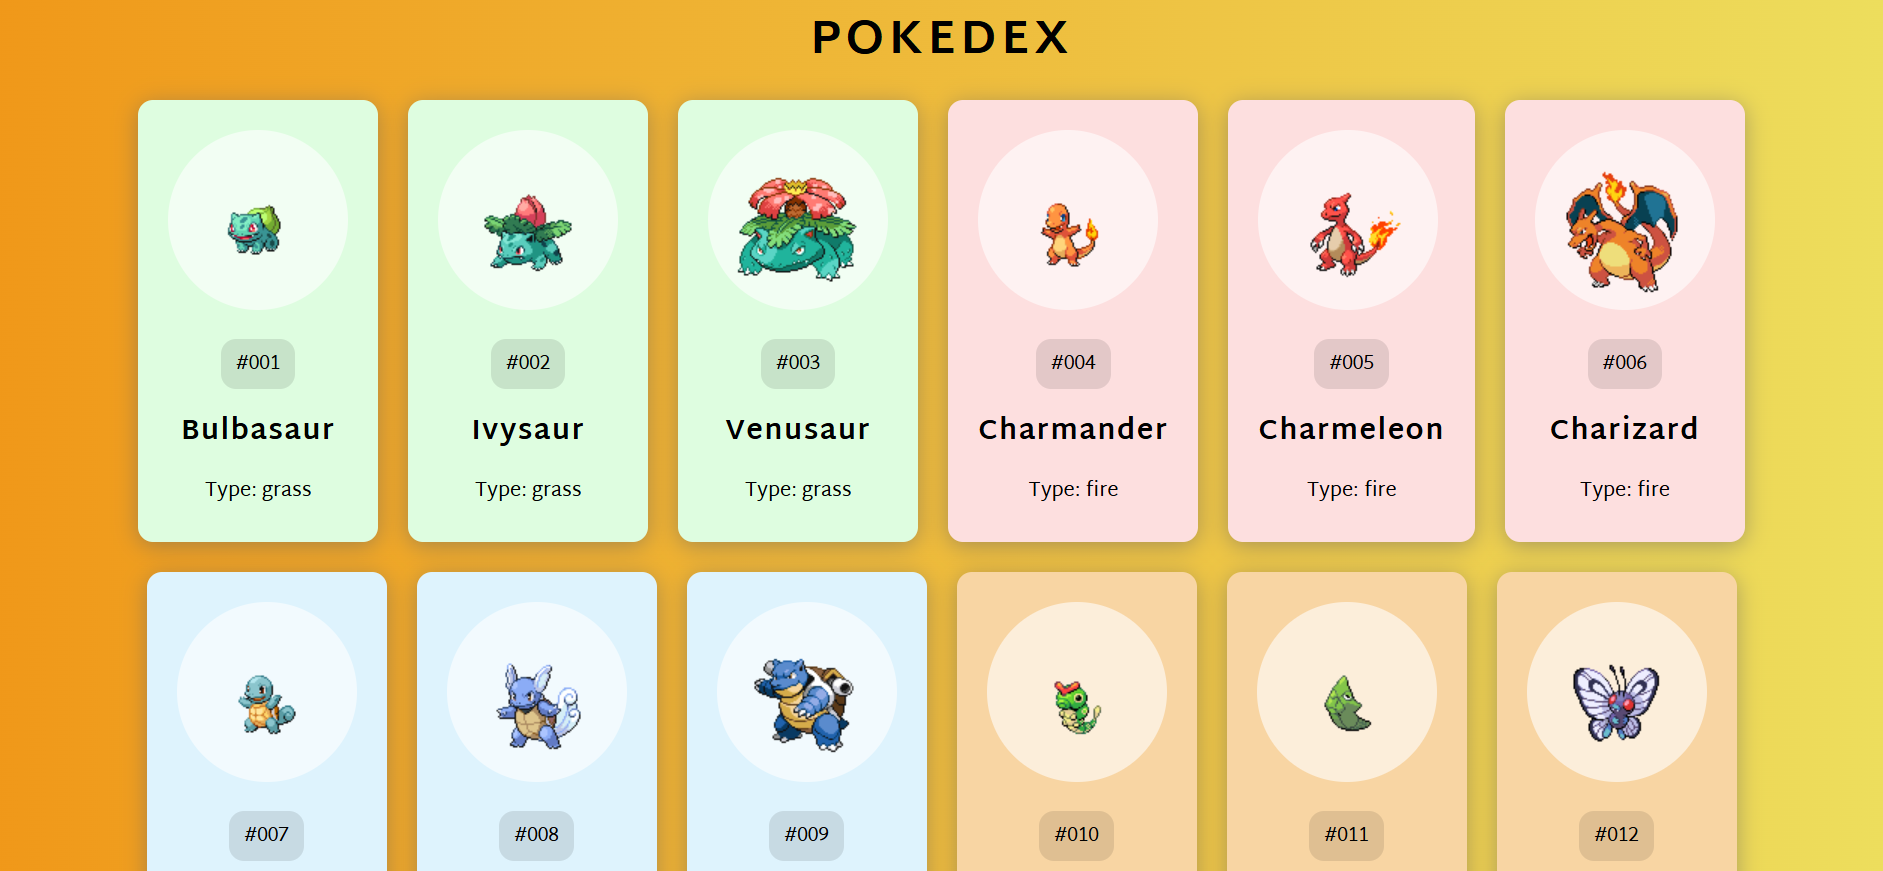 POKEDEX
#001 #002 #003 #004 #005 #006
Bulbasaur Ivysaur Venusaur Charmander Charmeleon Charizard
Type: grass Type: grass Type: grass Type: fire Type: fire Type: fire
#007 #008 #009 #010 #011 #012